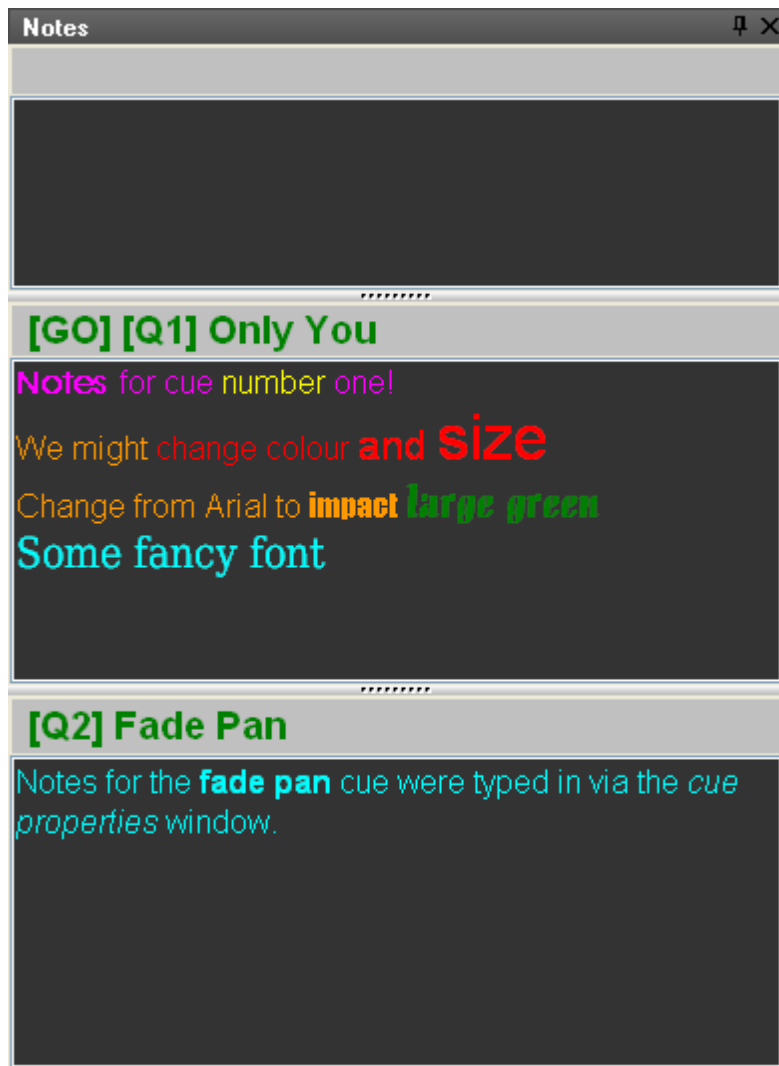 Notes
[GO] [Q1] Only You
Notes for cue number one!
We might change colour and size
Change from Arial to impact large green
Some fancy font
[Q2] Fade Pan
Notes for the fade pan cue were typed in via the cue
properties window.